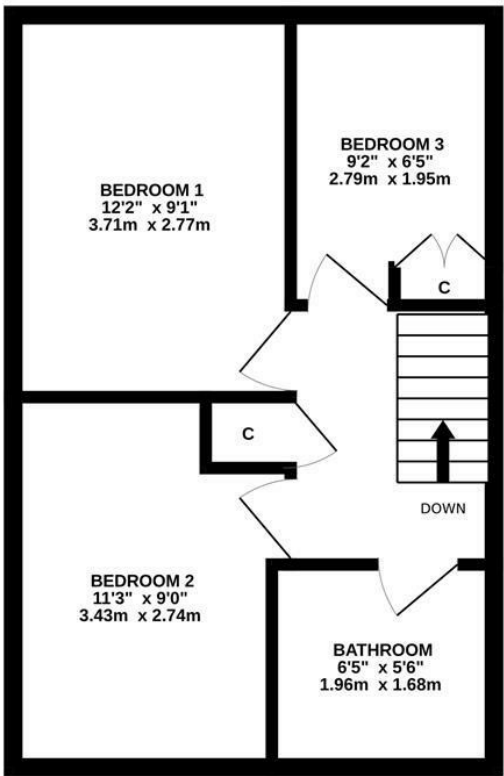 BEDROOM 1
12'2" x 9'1"
3.71m x 2.77m
BEDROOM 3
9'2" x 6'5"
2.79m x 1.95m
C
C
DOWN
BEDROOM 2
11'3" x 9'0"
3.43m x 2.74m
BATHROOM
6'5" x 5'6"
1.96m x 1.68m